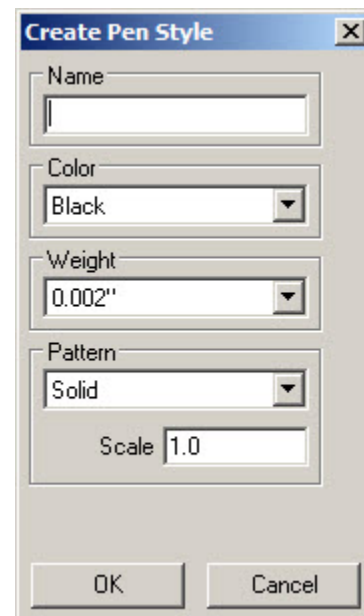 Create Pen Style
Name
Color
Black
Weight
0.002"
Pattern
Solid
Scale 1.0
OK Cancel